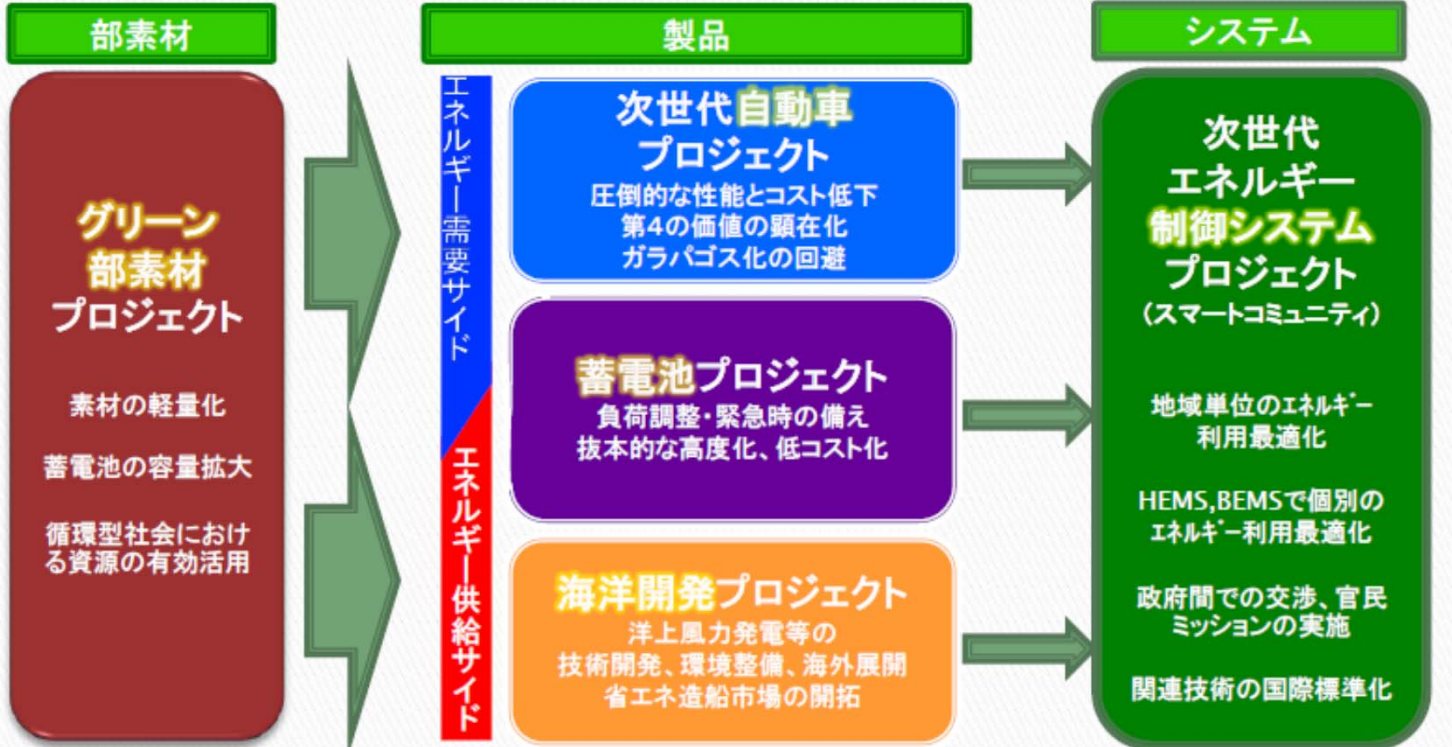 部素材
グリーン
部素材
プロジェクト
素材の軽量化
蓄電池の容量拡大
循環型社会におけ
る資源の有効活用
製品
エネルギー需要サイド
エネルギー供給サイド
次世代自動車
プロジェクト
圧倒的な性能とコスト低下
第4の価値の顕在化
ガラパゴス化の回避
蓄電池プロジェクト
負荷調整・緊急時の備え
抜本的な高度化、低コスト化
海洋開発プロジェクト
洋上風力発電等の
技術開発、環境整備、海外展開
省エネ造船市場の開拓
システム
次世代
エネルギー
制御システム
プロジェクト
(スマートコミュニティ)
地域単位のエネルギー
利用最適化
HEMS,BEMSで個別の
エネルギー利用最適化
政府間での交渉、官民
ミッションの実施
関連技術の国際標準化